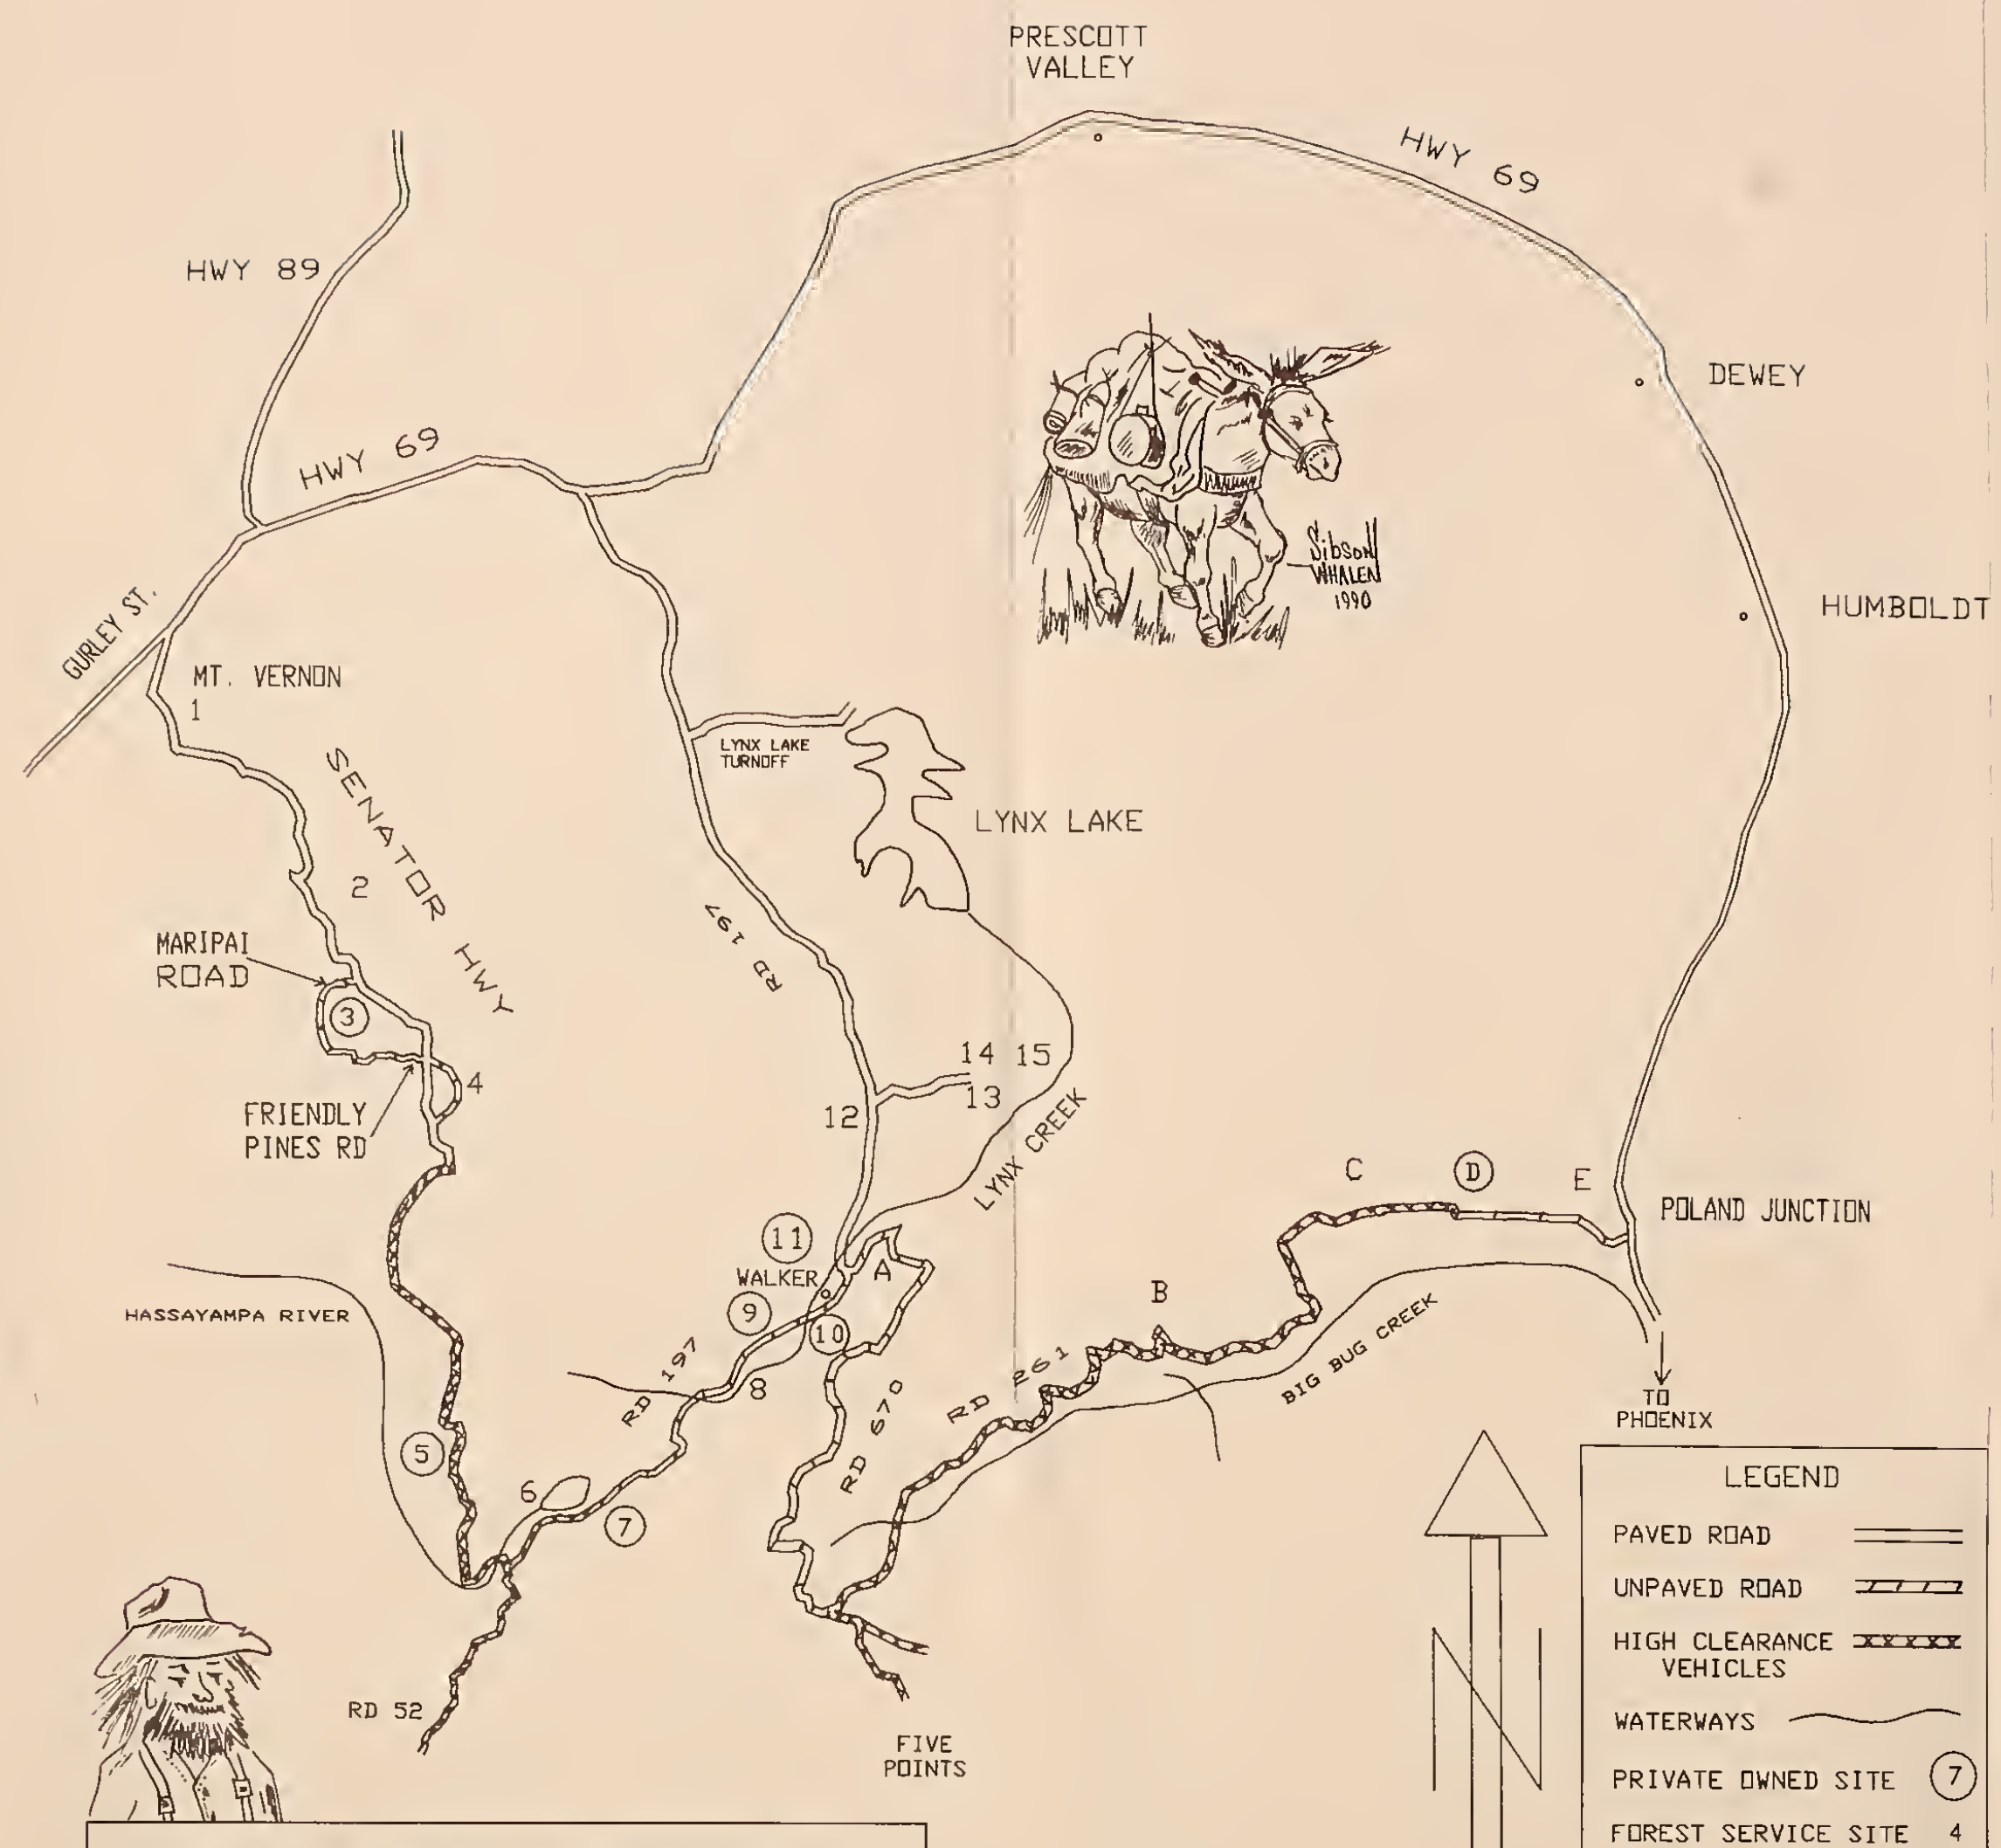 PRESCOTT
VALLEY
HWY 69
HWY 89
DEWEY
HWY 69
Sibson
WHALEN
1990
HUMBOLDT
GURLEY ST.
MT. VERNON
1
LYNX LAKE
TURNOFF
SENATOR HWY
LYNX LAKE
2
RD 197
MARIPAI
ROAD
3
14 15
4
13
12
FRIENDLY
PINES RD
LYNX CREEK
C
D
E
POLAND JUNCTION
11
WALKER
A
B
HASSAYAMPA RIVER
9
10
RD 197
8
RD 670
RD 261
BIG BUG CREEK
TO
PHOENIX
5
6
7
RD 52
FIVE
POINTS
N
LEGEND
PAVED ROAD
UNPAVED ROAD
HIGH CLEARANCE
VEHICLES
WATERWAYS
PRIVATE OWNED SITE 7
FOREST SERVICE SITE 4